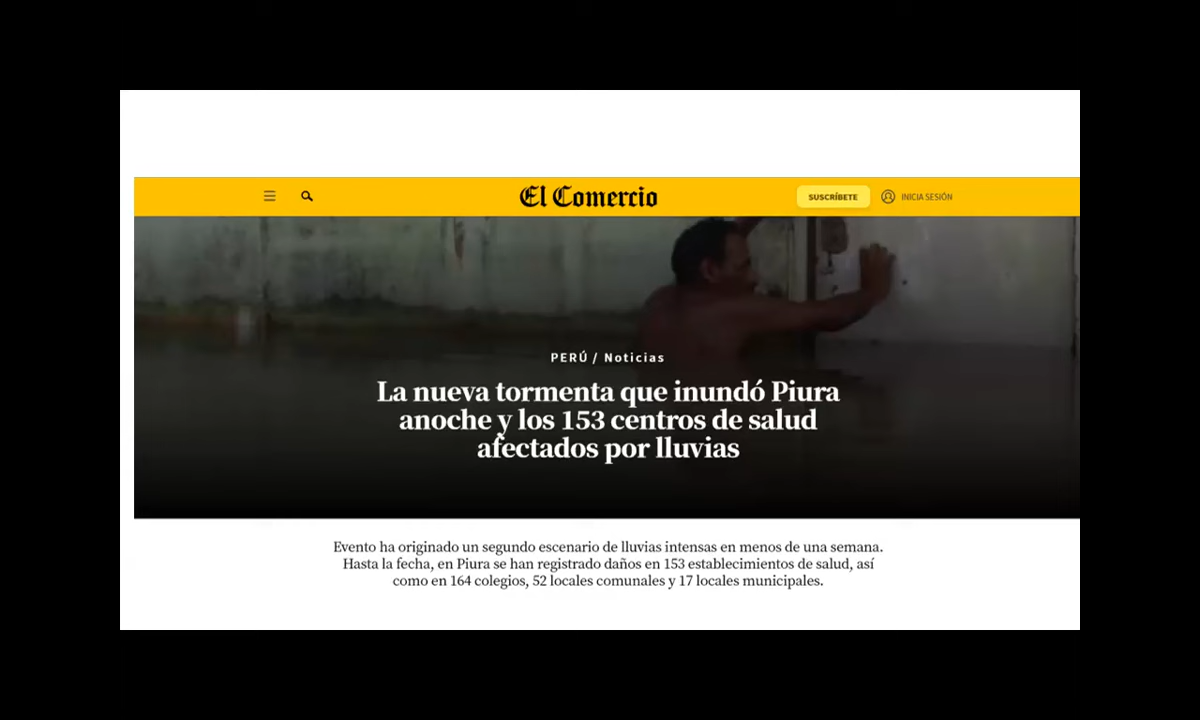 El Comercio
SUSCRÍBETE
INICIA SESIÓN
PERÚ / Noticias
La nueva tormenta que inundó Piura
anoche y los 153 centros de salud
afectados por lluvias
Evento ha originado un segundo escenario de lluvias intensas en menos de una semana.
Hasta la fecha, en Piura se han registrado daños en 153 establecimientos de salud, así
como en 164 colegios, 52 locales comunales y 17 locales municipales.